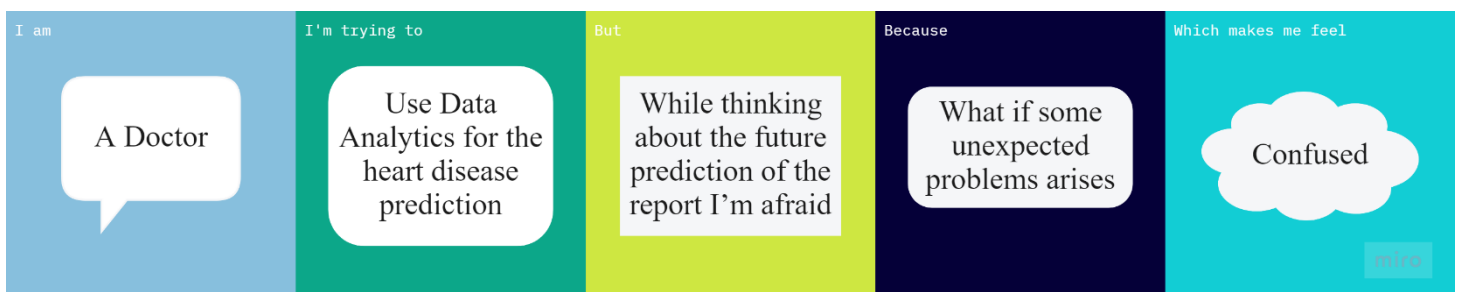 I am
A Doctor
I'm trying to
Use Data
Analytics for the
heart disease
prediction
But
While thinking
about the future
prediction of the
report I’m afraid
Because
What if some
unexpected
problems arises
Which makes me feel
Confused
miro